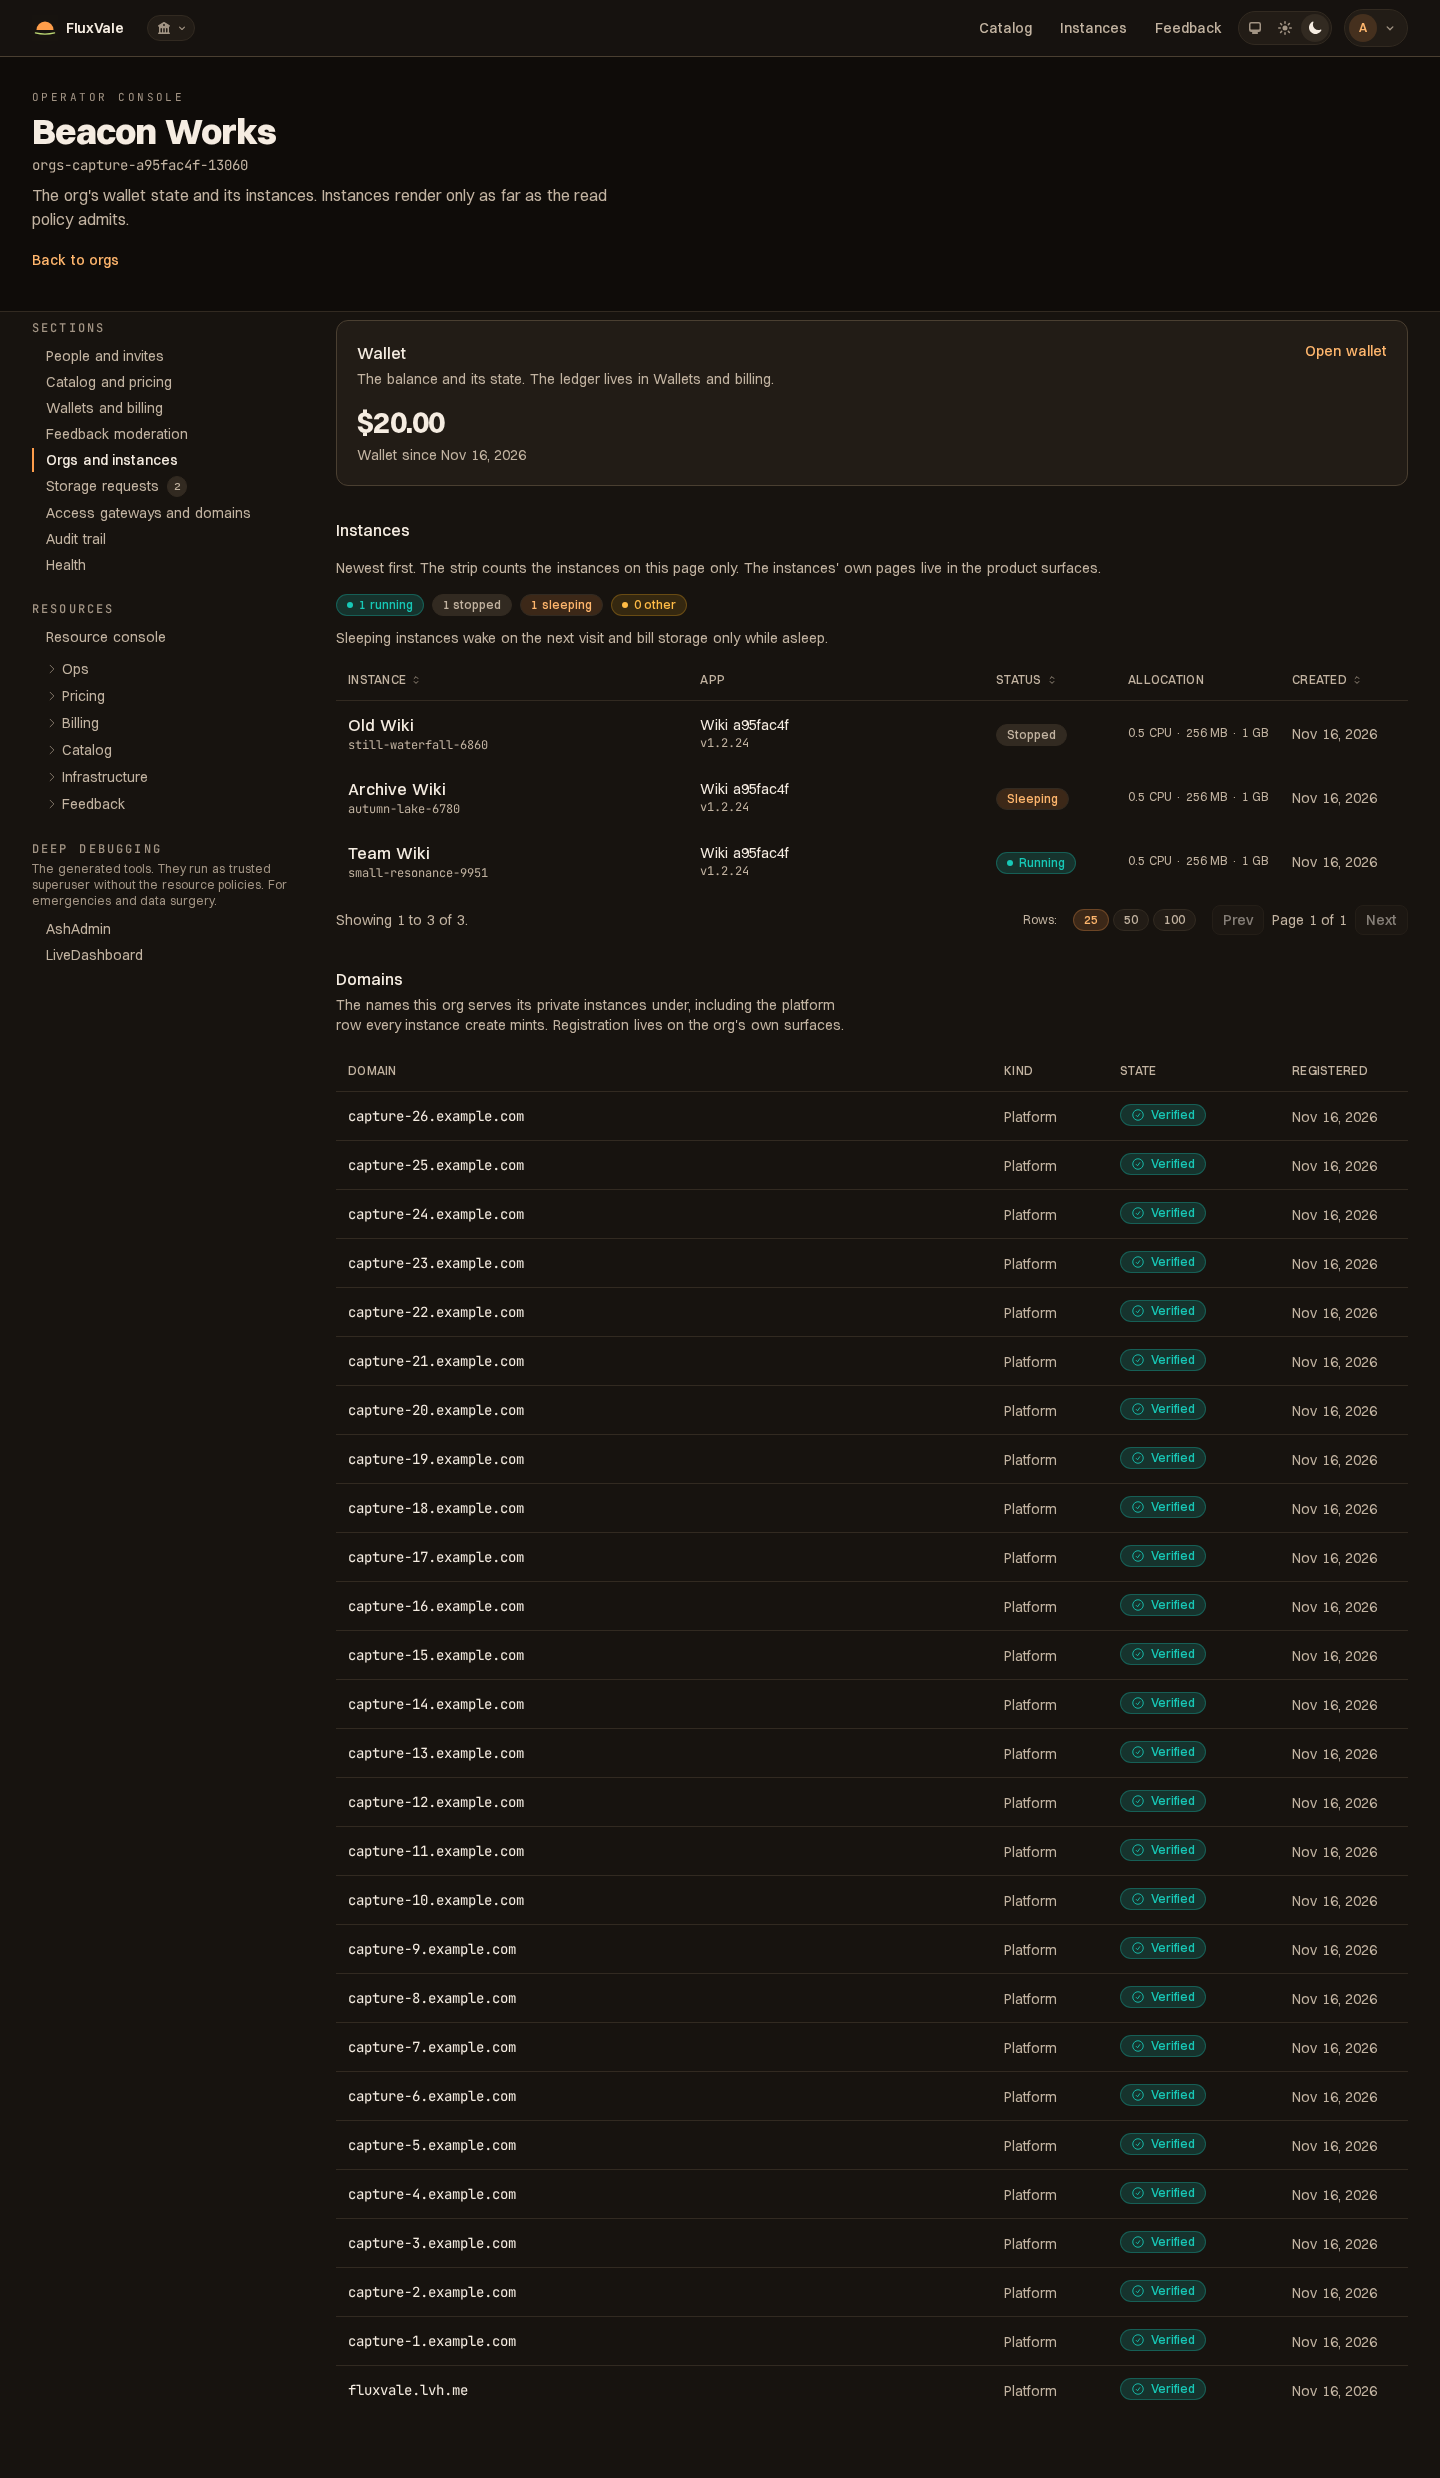 FluxVale
Catalog Instances Feedback A
OPERATOR CONSOLE
Beacon Works
orgs-capture-a95fac4f-13060
The org's wallet state and its instances. Instances render only as far as the read
policy admits.
Back to orgs
SECTIONS
People and invites
Catalog and pricing
Wallets and billing
Feedback moderation
Orgs and instances
Storage requests 2
Access gateways and domains
Audit trail
Health
RESOURCES
Resource console
Ops
Pricing
Billing
Catalog
Infrastructure
Feedback
DEEP DEBUGGING
The generated tools. They run as trusted
superuser without the resource policies. For
emergencies and data surgery.
AshAdmin
LiveDashboard
Wallet
Open wallet
The balance and its state. The ledger lives in Wallets and billing.
$20.00
Wallet since Nov 16, 2026
Instances
Newest first. The strip counts the instances on this page only. The instances' own pages live in the product surfaces.
1 running 1 stopped 1 sleeping 0 other
Sleeping instances wake on the next visit and bill storage only while asleep.
INSTANCE APP STATUS ALLOCATION CREATED
Old Wiki Wiki a95fac4f Stopped 0.5 CPU · 256 MB · 1 GB Nov 16, 2026
still-waterfall-6860 v1.2.24
Archive Wiki Wiki a95fac4f Sleeping 0.5 CPU · 256 MB · 1 GB Nov 16, 2026
autumn-lake-6780 v1.2.24
Team Wiki Wiki a95fac4f Running 0.5 CPU · 256 MB · 1 GB Nov 16, 2026
small-resonance-9951 v1.2.24
Showing 1 to 3 of 3. Rows: 25 50 100 Prev Page 1 of 1 Next
Domains
The names this org serves its private instances under, including the platform
row every instance create mints. Registration lives on the org's own surfaces.
DOMAIN KIND STATE REGISTERED
capture-26.example.com Platform Verified Nov 16, 2026
capture-25.example.com Platform Verified Nov 16, 2026
capture-24.example.com Platform Verified Nov 16, 2026
capture-23.example.com Platform Verified Nov 16, 2026
capture-22.example.com Platform Verified Nov 16, 2026
capture-21.example.com Platform Verified Nov 16, 2026
capture-20.example.com Platform Verified Nov 16, 2026
capture-19.example.com Platform Verified Nov 16, 2026
capture-18.example.com Platform Verified Nov 16, 2026
capture-17.example.com Platform Verified Nov 16, 2026
capture-16.example.com Platform Verified Nov 16, 2026
capture-15.example.com Platform Verified Nov 16, 2026
capture-14.example.com Platform Verified Nov 16, 2026
capture-13.example.com Platform Verified Nov 16, 2026
capture-12.example.com Platform Verified Nov 16, 2026
capture-11.example.com Platform Verified Nov 16, 2026
capture-10.example.com Platform Verified Nov 16, 2026
capture-9.example.com Platform Verified Nov 16, 2026
capture-8.example.com Platform Verified Nov 16, 2026
capture-7.example.com Platform Verified Nov 16, 2026
capture-6.example.com Platform Verified Nov 16, 2026
capture-5.example.com Platform Verified Nov 16, 2026
capture-4.example.com Platform Verified Nov 16, 2026
capture-3.example.com Platform Verified Nov 16, 2026
capture-2.example.com Platform Verified Nov 16, 2026
capture-1.example.com Platform Verified Nov 16, 2026
fluxvale.lvh.me Platform Verified Nov 16, 2026